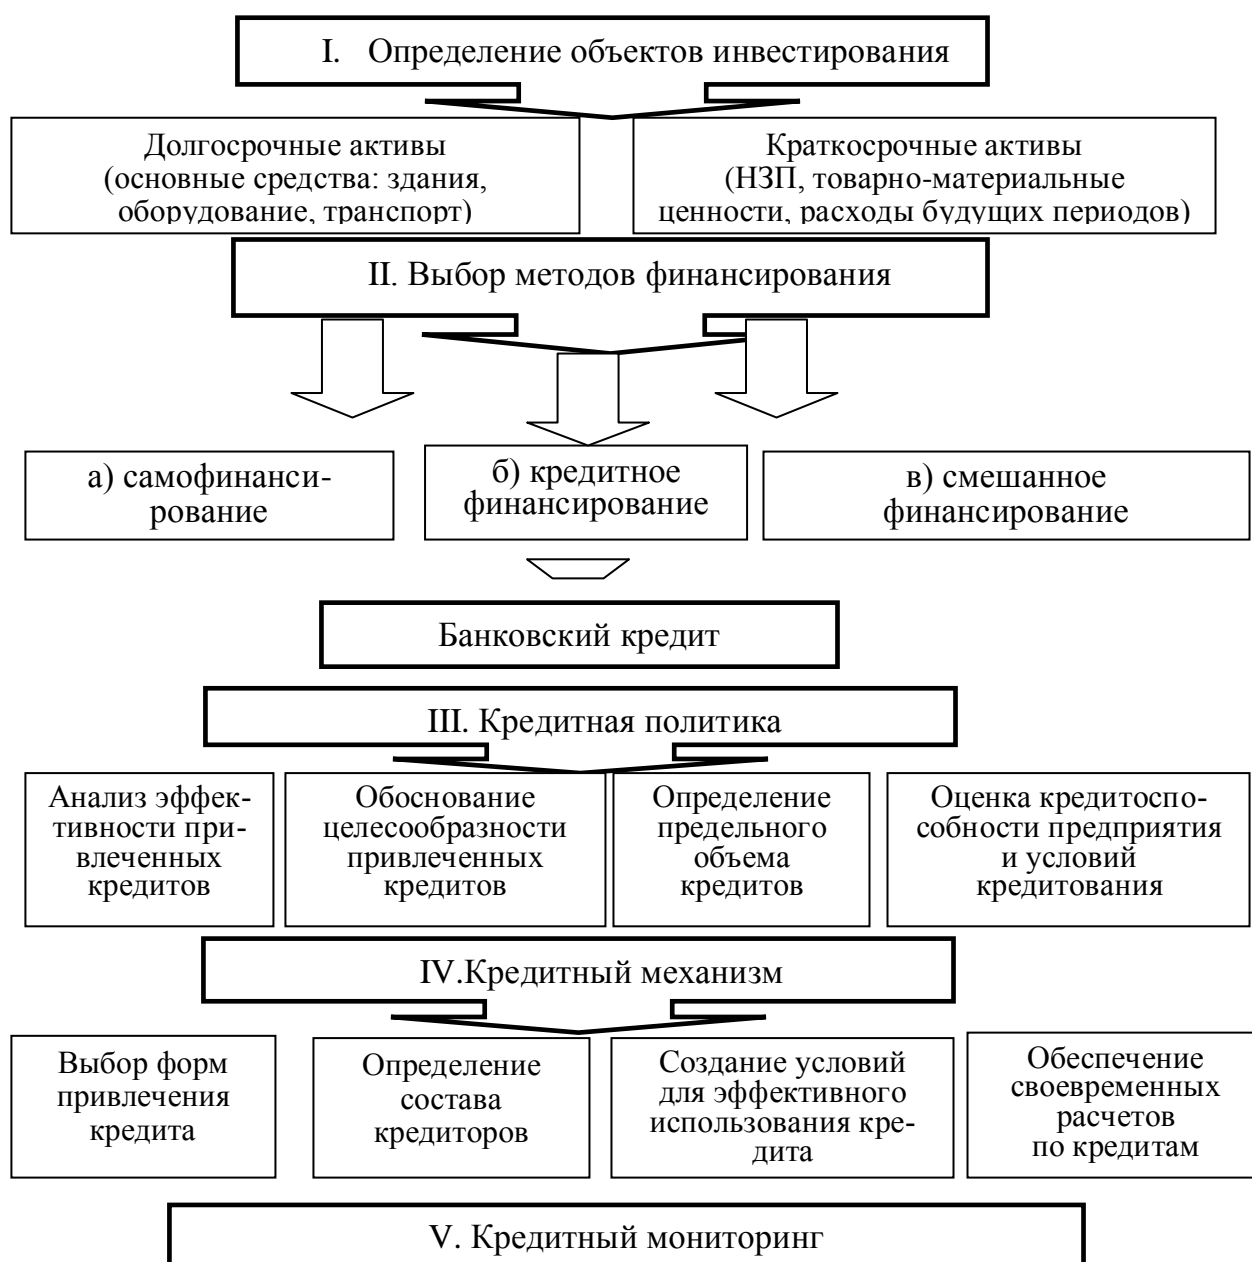 I. Определение объектов инвестирования
Долгосрочные активы
(основные средства: здания,
оборудование, транспорт)
Краткосрочные активы
(НЗП, товарно-материальные
ценности, расходы будущих периодов)
II. Выбор методов финансирования
а) самофинанси-
рование
б) кредитное
финансирование
в) смешанное
финансирование
Банковский кредит
III. Кредитная политика
Анализ эффек-
тивности при-
влеченных
кредитов
Обоснование
целесообразности
привлеченных
кредитов
Определение
предельного
объема
кредитов
Оценка кредитоспо-
собности предприятия
и условий
кредитования
IV.Кредитный механизм
Выбор форм
привлечения
кредита
Определение
состава
кредиторов
Создание условий
для эффективного
использования кре-
дита
Обеспечение
своевременных
расчетов
по кредитам
V. Кредитный мониторинг